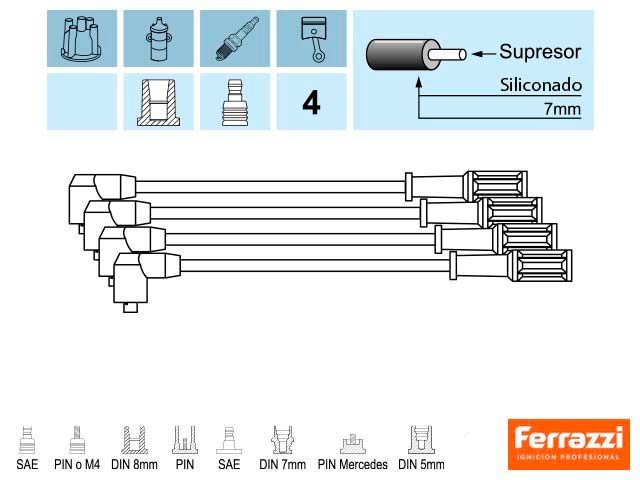 Supresor
Siliconado
7mm
4
SAE PIN o M4 DIN 8mm PIN SAE DIN 7mm PIN Mercedes DIN 5mm
Ferrazzi
IGNICION PROFESIONAL